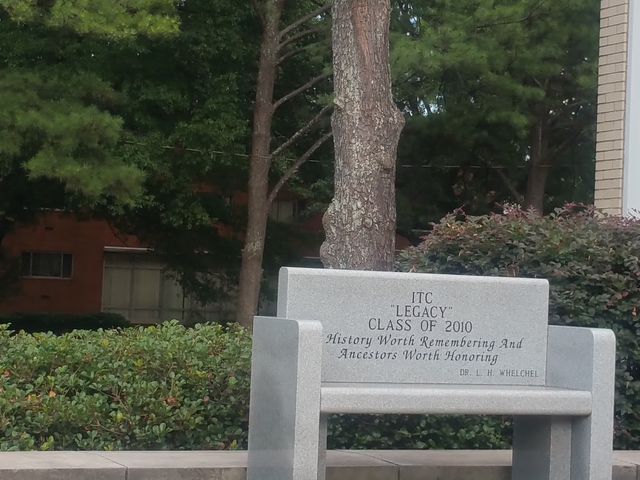 ITC
"LEGACY"
CLASS OF 2010
History Worth Remembering And
Ancestors Worth Honoring
DR. L. H. WHELCHEL